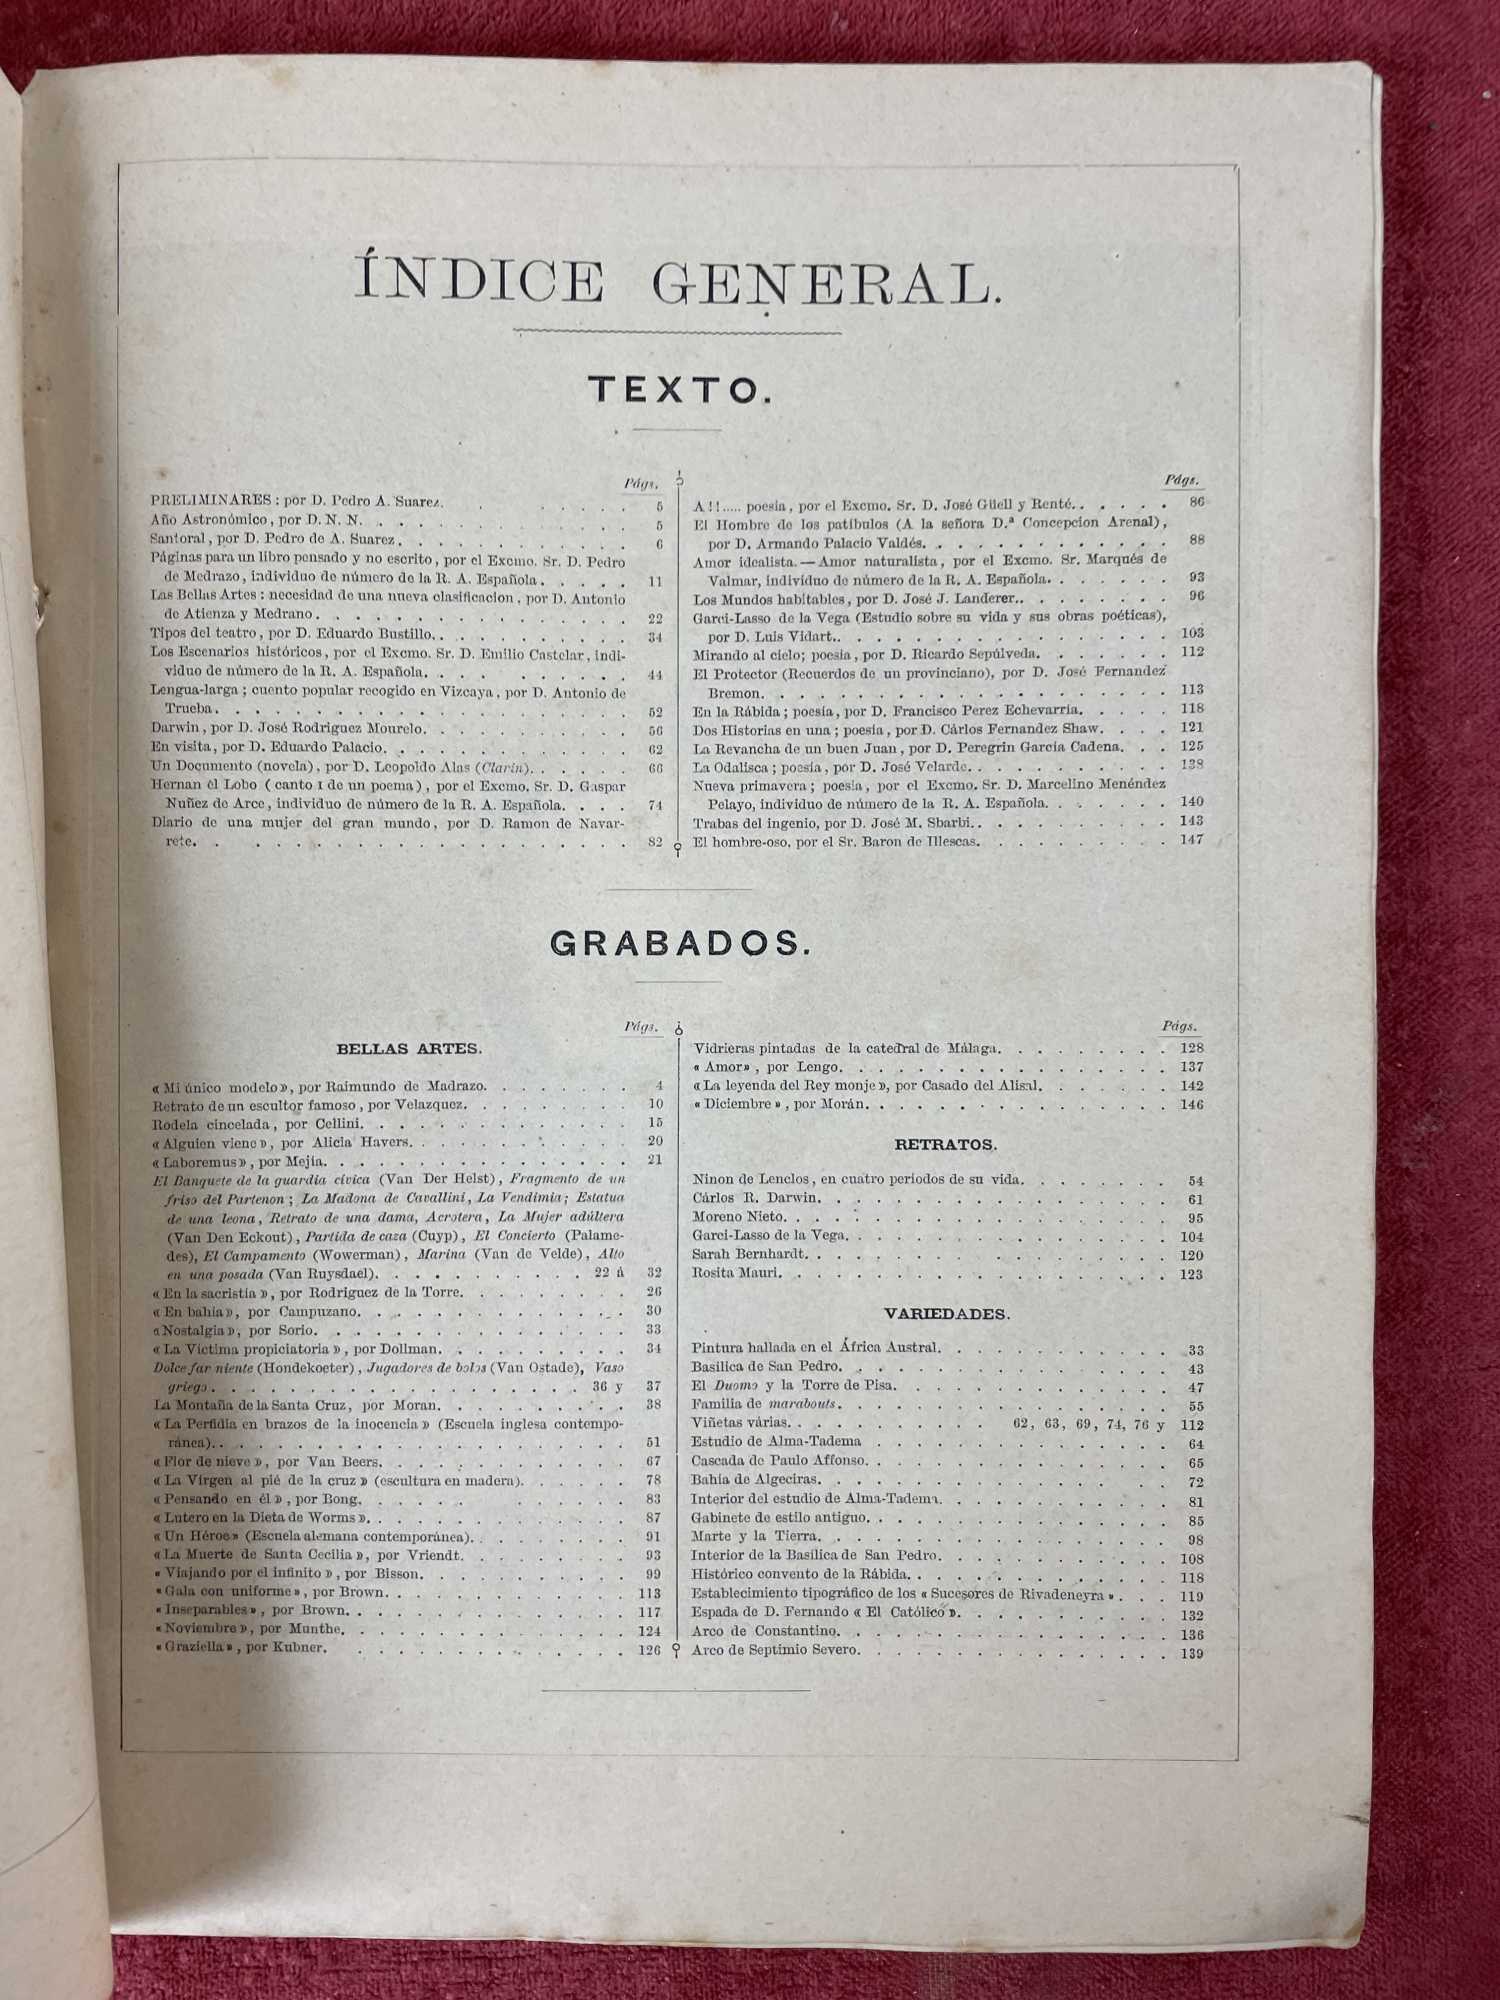 ÍNDICE GENERAL.
TEXTO.
Págs.
PRELIMINARES: por D. Pedro A. Suarez. 5
Año Astronómico, por D. N. N. 5
Santoral, por D. Pedro de A. Suarez. 6
Páginas para un libro pensado y no escrito, por el Excmo. Sr. D. Pedro
de Medrazo, individuo de número de la R. A. Española. 11
Las Bellas Artes: necesidad de una nueva clasificacion, por D. Antonio
de Atienza y Medrano. 22
Tipos del teatro, por D. Eduardo Bustillo. 34
Los Escenarios históricos, por el Excmo. Sr. D. Emilio Castelar, indi-
viduo de número de la R. A. Española. 44
Lengua-larga; cuento popular recogido en Vizcaya, por D. Antonio de
Trueba. 52
Darwin, por D. José Rodriguez Mourelo. 56
En visita, por D. Eduardo Palacio. 62
Un Documento (novela), por D. Leopoldo Alas (Clarin). 66
Hernan el Lobo (canto I de un poema), por el Excmo. Sr. D. Gaspar
Nuñez de Arce, individuo de número de la R. A. Española. 74
Diario de una mujer del gran mundo, por D. Ramon de Navar-
rete. 82
Págs.
A!!..... poesía, por el Excmo. Sr. D. José Güell y Renté. 86
El Hombre de los patíbulos (A la señora D.ª Concepcion Arenal),
por D. Armando Palacio Valdés. 88
Amor idealista.—Amor naturalista, por el Excmo. Sr. Marqués de
Valmar, individuo de número de la R. A. Española. 93
Los Mundos habitables, por D. José J. Landerer. 96
Garci-Lasso de la Vega (Estudio sobre su vida y sus obras poéticas),
por D. Luis Vidart. 103
Mirando al cielo; poesía, por D. Ricardo Sepúlveda. 112
El Protector (Recuerdos de un provinciano), por D. José Fernandez
Bremon. 113
En la Rábida; poesía, por D. Francisco Perez Echevarría. 118
Dos Historias en una; poesía, por D. Cárlos Fernandez Shaw. 121
La Revancha de un buen Juan, por D. Peregrin García Cadena. 125
La Odalisca; poesía, por D. José Velarde. 138
Nueva primavera; poesía, por el Excmo. Sr. D. Marcelino Menéndez
Pelayo, individuo de número de la R. A. Española. 140
Trabas del ingenio, por D. José M. Sbarbi. 143
El hombre-oso, por el Sr. Baron de Illescas. 147
GRABADOS.
Págs.
BELLAS ARTES.
«Mi único modelo», por Raimundo de Madrazo. 4
Retrato de un escultor famoso, por Velazquez. 10
Rodela cincelada, por Cellini. 15
«Alguien viene», por Alicia Havers. 20
«Laboremus», por Mejía. 21
El Banquete de la guardia cívica (Van Der Helst), Fragmento de un
friso del Partenon; La Madona de Cavallini, La Vendimia; Estatua
de una leona, Retrato de una dama, Acrotera, La Mujer adúltera
(Van Den Eckout), Partida de caza (Cuyp), El Concierto (Palame-
des), El Campamento (Wowerman), Marina (Van de Velde), Alto
en una posada (Van Ruysdael). 22 á 32
«En la sacristía», por Rodriguez de la Torre. 26
«En bahía», por Campuzano. 30
«Nostalgia», por Sorio. 33
«La Víctima propiciatoria», por Dollman. 34
Dolce far niente (Hondekoeter), Jugadores de bolos (Van Ostade), Vaso
griego. 36 y 37
La Montaña de la Santa Cruz, por Moran. 38
«La Perfidia en brazos de la inocencia» (Escuela inglesa contempo-
ránea). 51
«Flor de nieve», por Van Beers. 67
«La Vírgen al pié de la cruz» (escultura en madera). 78
«Pensando en él», por Bong. 83
«Lutero en la Dieta de Worms». 87
«Un Héroe» (Escuela alemana contemporánea). 91
«La Muerte de Santa Cecilia», por Vriendt. 93
«Viajando por el infinito», por Bisson. 99
«Gala con uniforme», por Brown. 113
«Inseparables», por Brown. 117
«Noviembre», por Munthe. 124
«Graziella», por Kubner. 126
Págs.
Vidrieras pintadas de la catedral de Málaga. 128
«Amor», por Lengo. 137
«La leyenda del Rey monje», por Casado del Alisal. 142
«Diciembre», por Morán. 146
RETRATOS.
Ninon de Lenclos, en cuatro períodos de su vida. 54
Cárlos R. Darwin. 61
Moreno Nieto. 95
Garci-Lasso de la Vega. 104
Sarah Bernhardt. 120
Rosita Mauri. 123
VARIEDADES.
Pintura hallada en el África Austral. 33
Basílica de San Pedro. 43
El Duomo y la Torre de Pisa. 47
Familia de marabouts. 55
Viñetas várias. 62, 63, 69, 74, 76 y 112
Estudio de Alma-Tadema 64
Cascada de Paulo Affonso. 65
Bahía de Algeciras. 72
Interior del estudio de Alma-Tadema. 81
Gabinete de estilo antiguo. 85
Marte y la Tierra. 98
Interior de la Basílica de San Pedro. 108
Histórico convento de la Rábida. 118
Establecimiento tipográfico de los «Sucesores de Rivadeneyra». 119
Espada de D. Fernando «El Católico». 132
Arco de Constantino. 136
Arco de Septimio Severo. 139